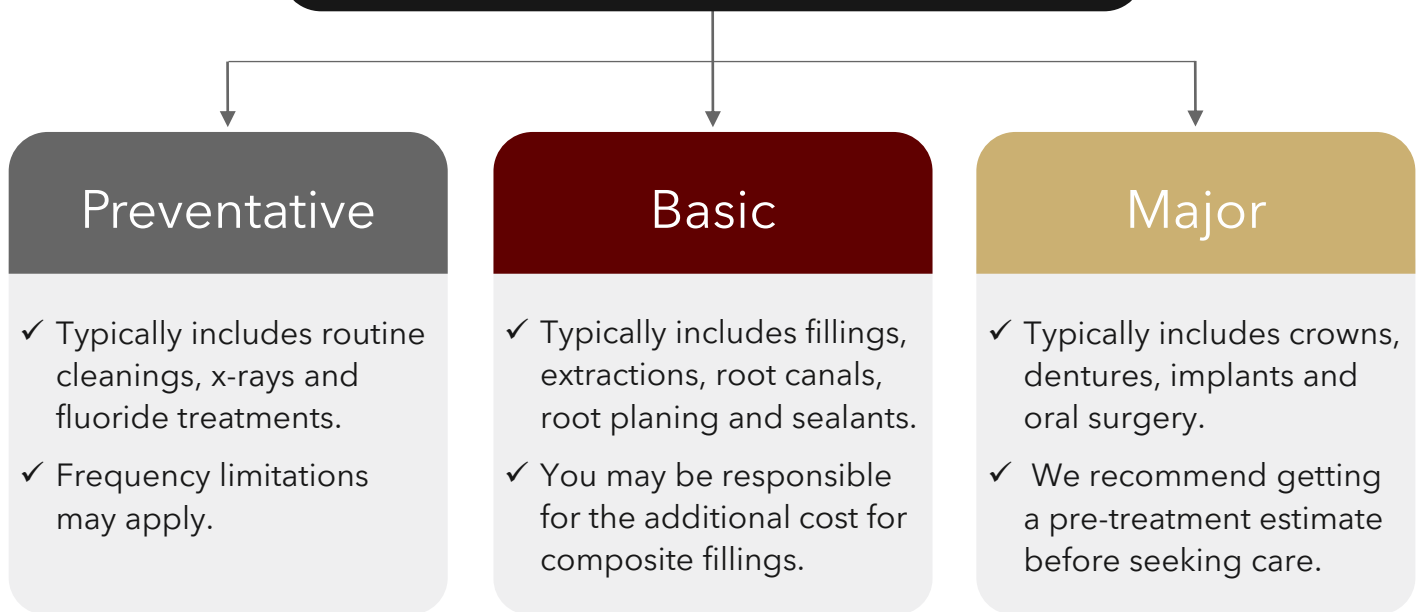 Preventative
✓ Typically includes routine
cleanings, x-rays and
fluoride treatments.
✓ Frequency limitations
may apply.
Basic
✓ Typically includes fillings,
extractions, root canals,
root planing and sealants.
✓ You may be responsible
for the additional cost for
composite fillings.
Major
✓ Typically includes crowns,
dentures, implants and
oral surgery.
✓ We recommend getting
a pre-treatment estimate
before seeking care.